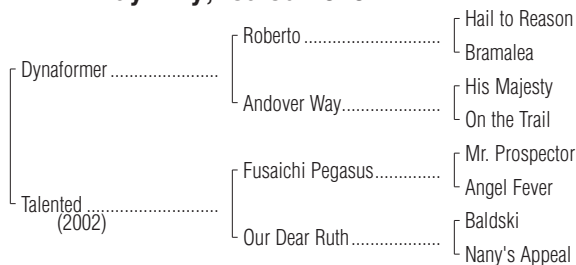 Hail to Reason
Roberto
Bramalea
Dynaformer
His Majesty
Andover Way
On the Trail
Mr. Prospector
Fusaichi Pegasus
Angel Fever
Talented
(2002)
Baldski
Our Dear Ruth
Nany's Appeal